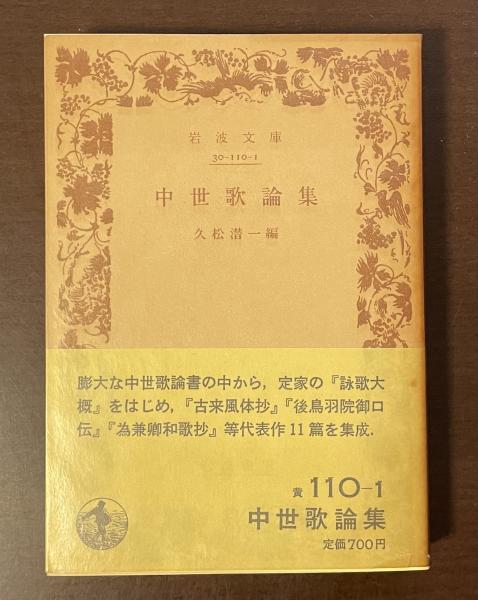 岩波文庫
30-110-1
中世歌論集
久松潜一編
膨大な中世歌論書の中から，定家の『詠歌大
概』をはじめ，『古来風体抄』『後鳥羽院御口
伝』『為兼卿和歌抄』等代表作11篇を集成．
黄 110-1
中世歌論集
定価700円